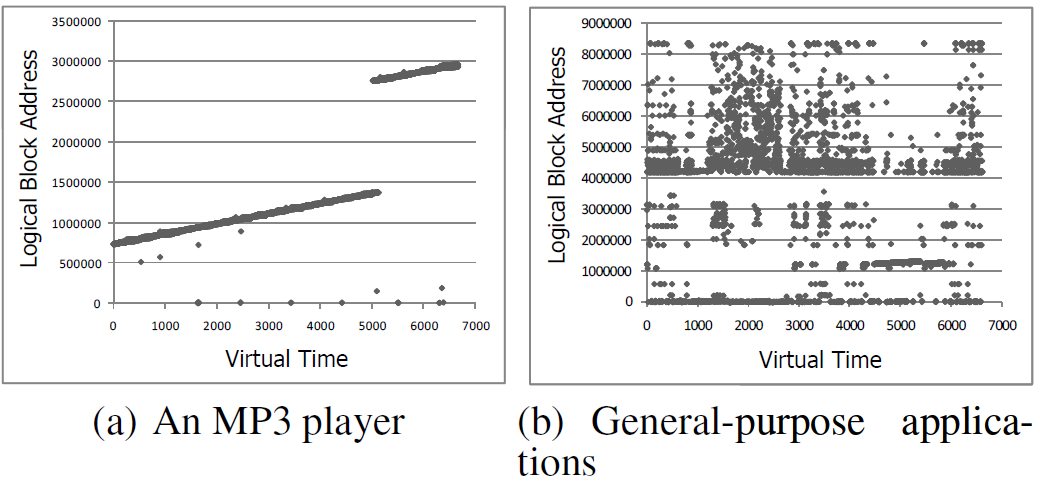 3500000
3000000
2500000
2000000
1500000
1000000
500000
0
Logical Block Address
0 1000 2000 3000 4000 5000 6000 7000
Virtual Time
(a) An MP3 player
9000000
8000000
7000000
6000000
5000000
4000000
3000000
2000000
1000000
0
Logical Block Address
0 1000 2000 3000 4000 5000 6000 7000
Virtual Time
(b) General-purpose applica-
tions